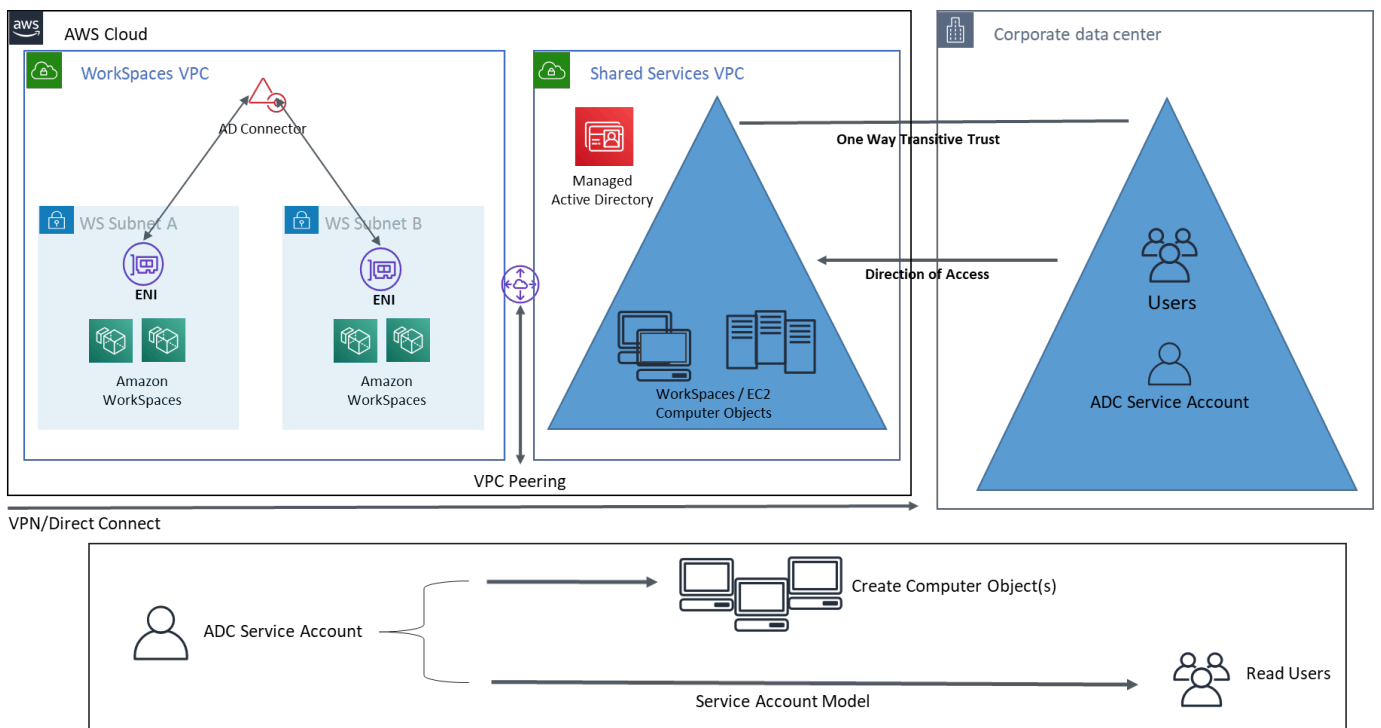 aws
AWS Cloud
WorkSpaces VPC
AD Connector
WS Subnet A
ENI
Amazon
WorkSpaces
WS Subnet B
ENI
Amazon
WorkSpaces
Shared Services VPC
Managed
Active Directory
WorkSpaces / EC2
Computer Objects
VPC Peering
One Way Transitive Trust
Direction of Access
Corporate data center
Users
ADC Service Account
VPN/Direct Connect
ADC Service Account
Create Computer Object(s)
Service Account Model
Read Users